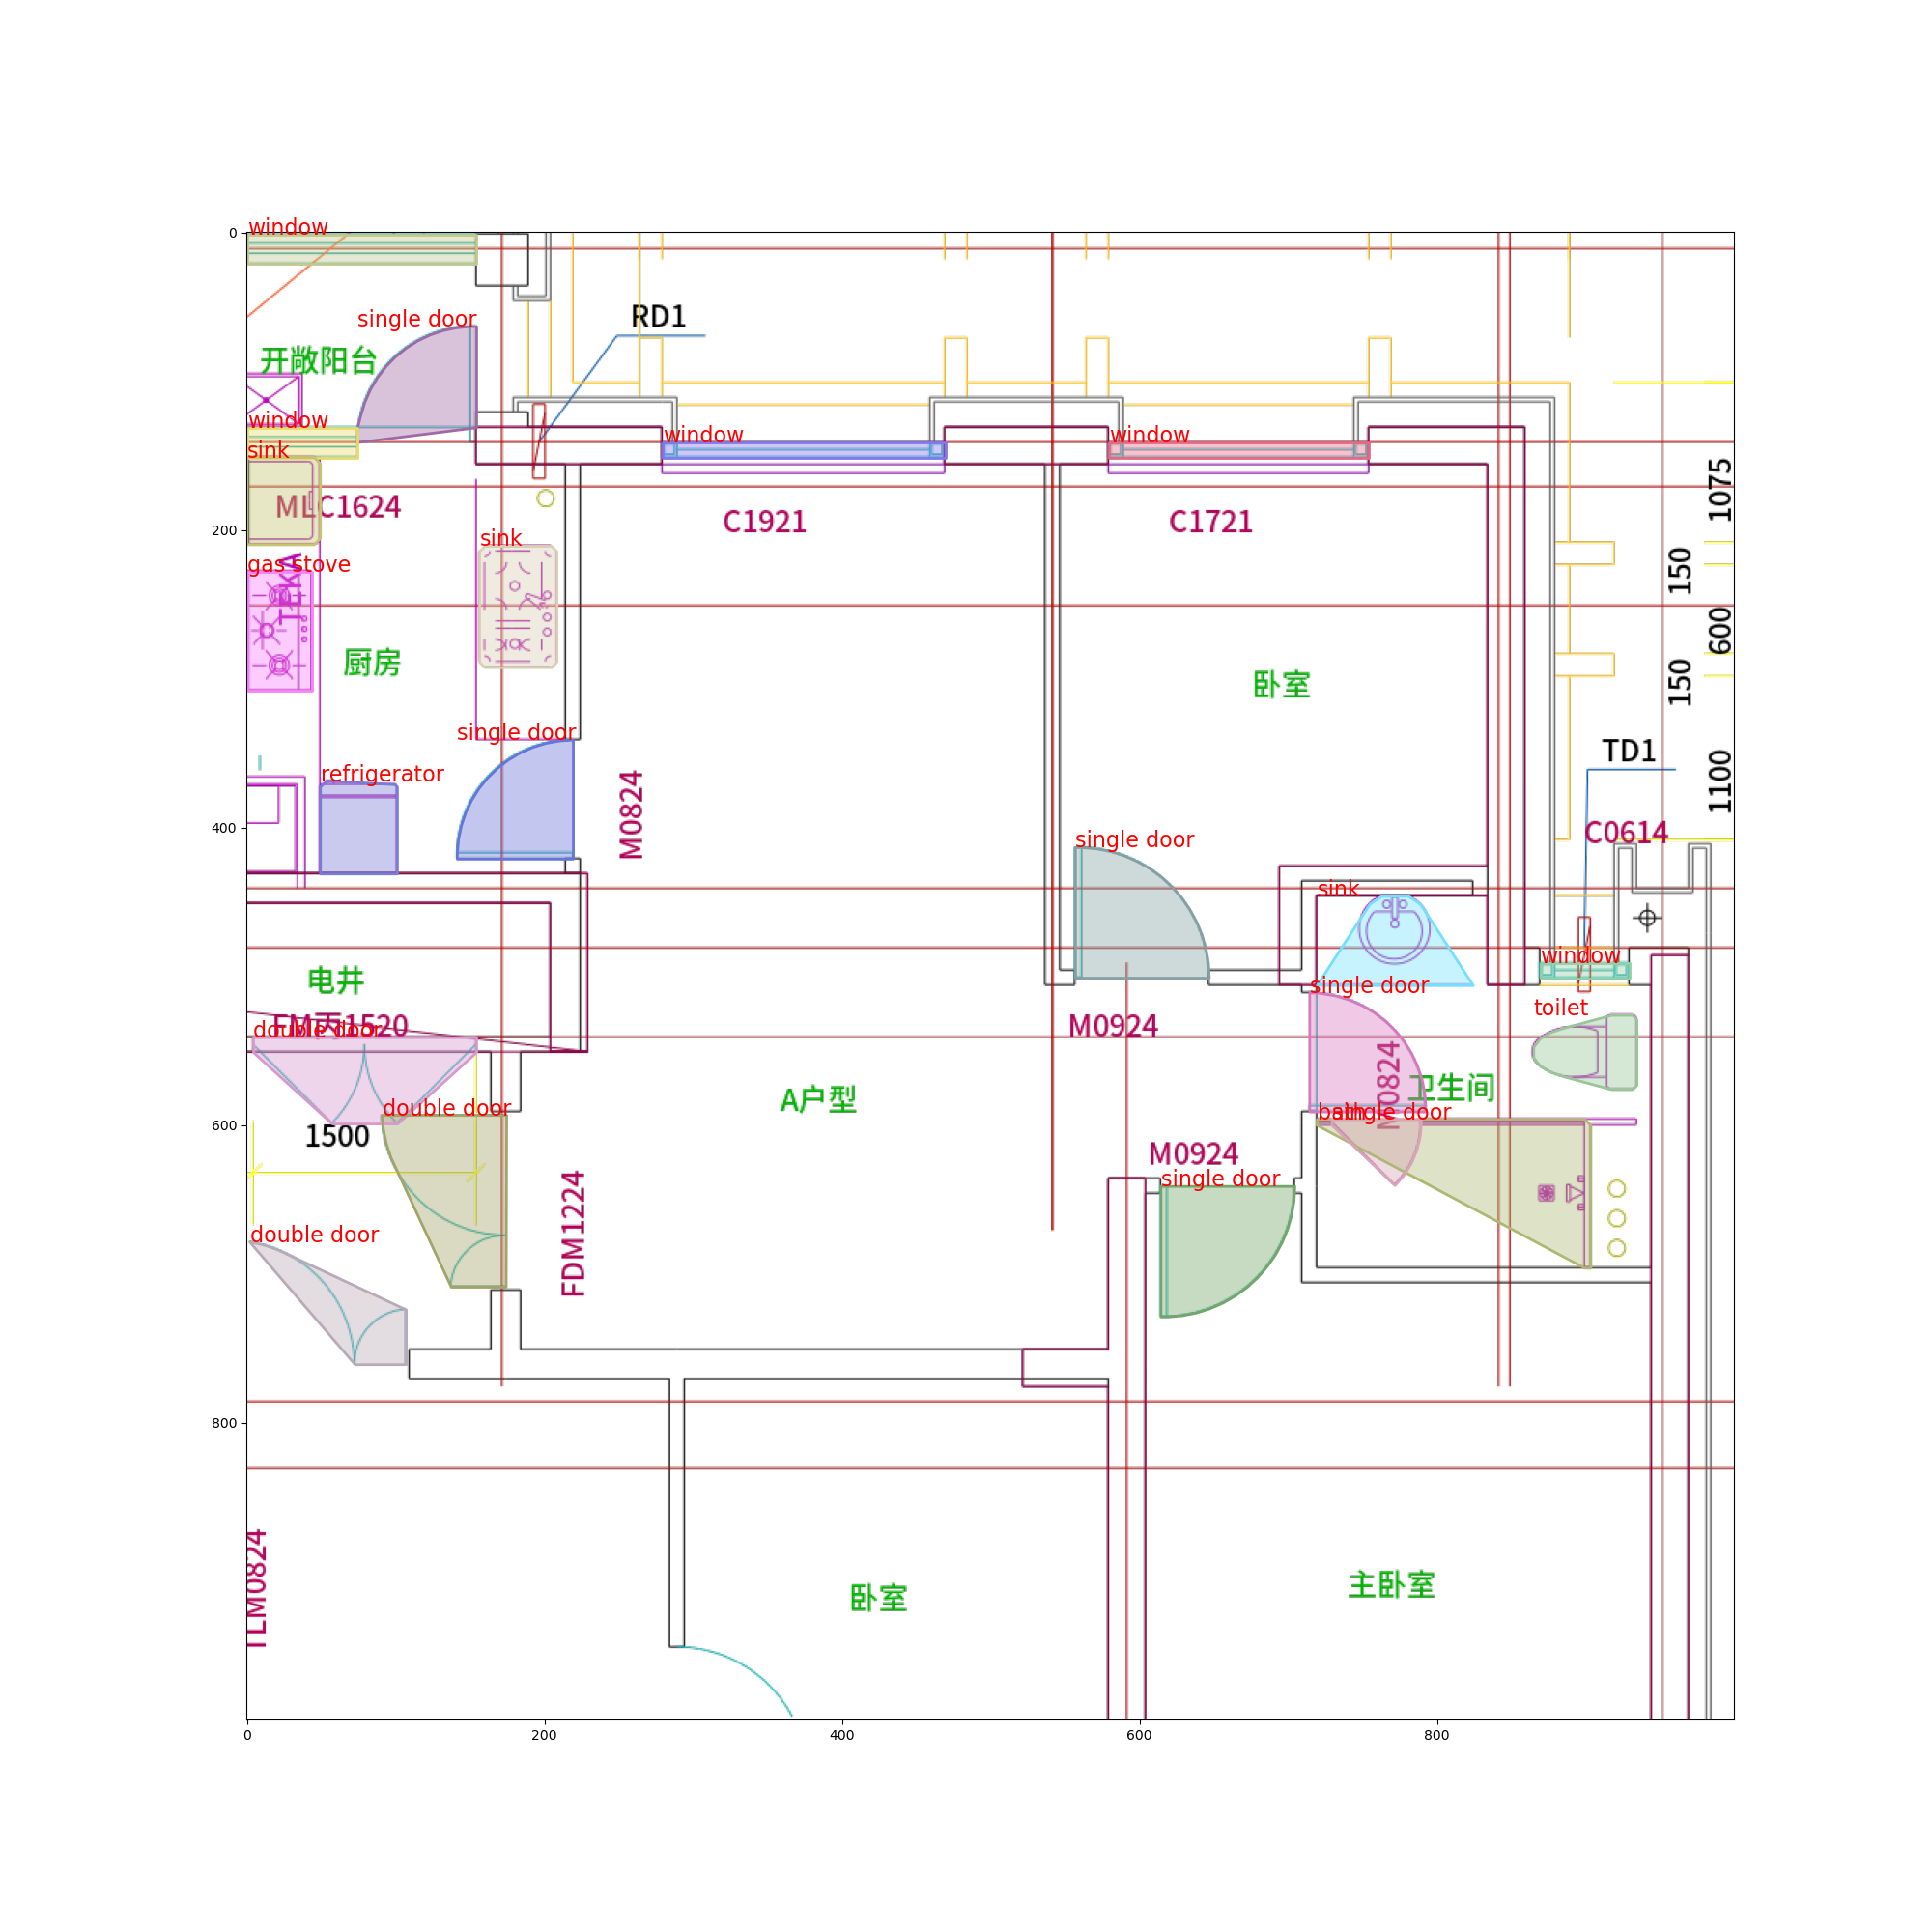 window
0
RD1
single door
开敞阳台
window
window
window
sink
MLC1624
C1921
C1721
1075
200
sink
gas stove
TEKA
150
600
厨房
卧室
150
single door
TD1
refrigerator
M0824
1100
400
C0614
single door
sink
window
电井
single door
toilet
FM丙1520
double door
M0924
M0824
卫生间
A户型
double door
bath
single door
600
1500
M0924
single door
FDM1224
double door
800
TLM0824
卧室
主卧室
0
200
400
600
800